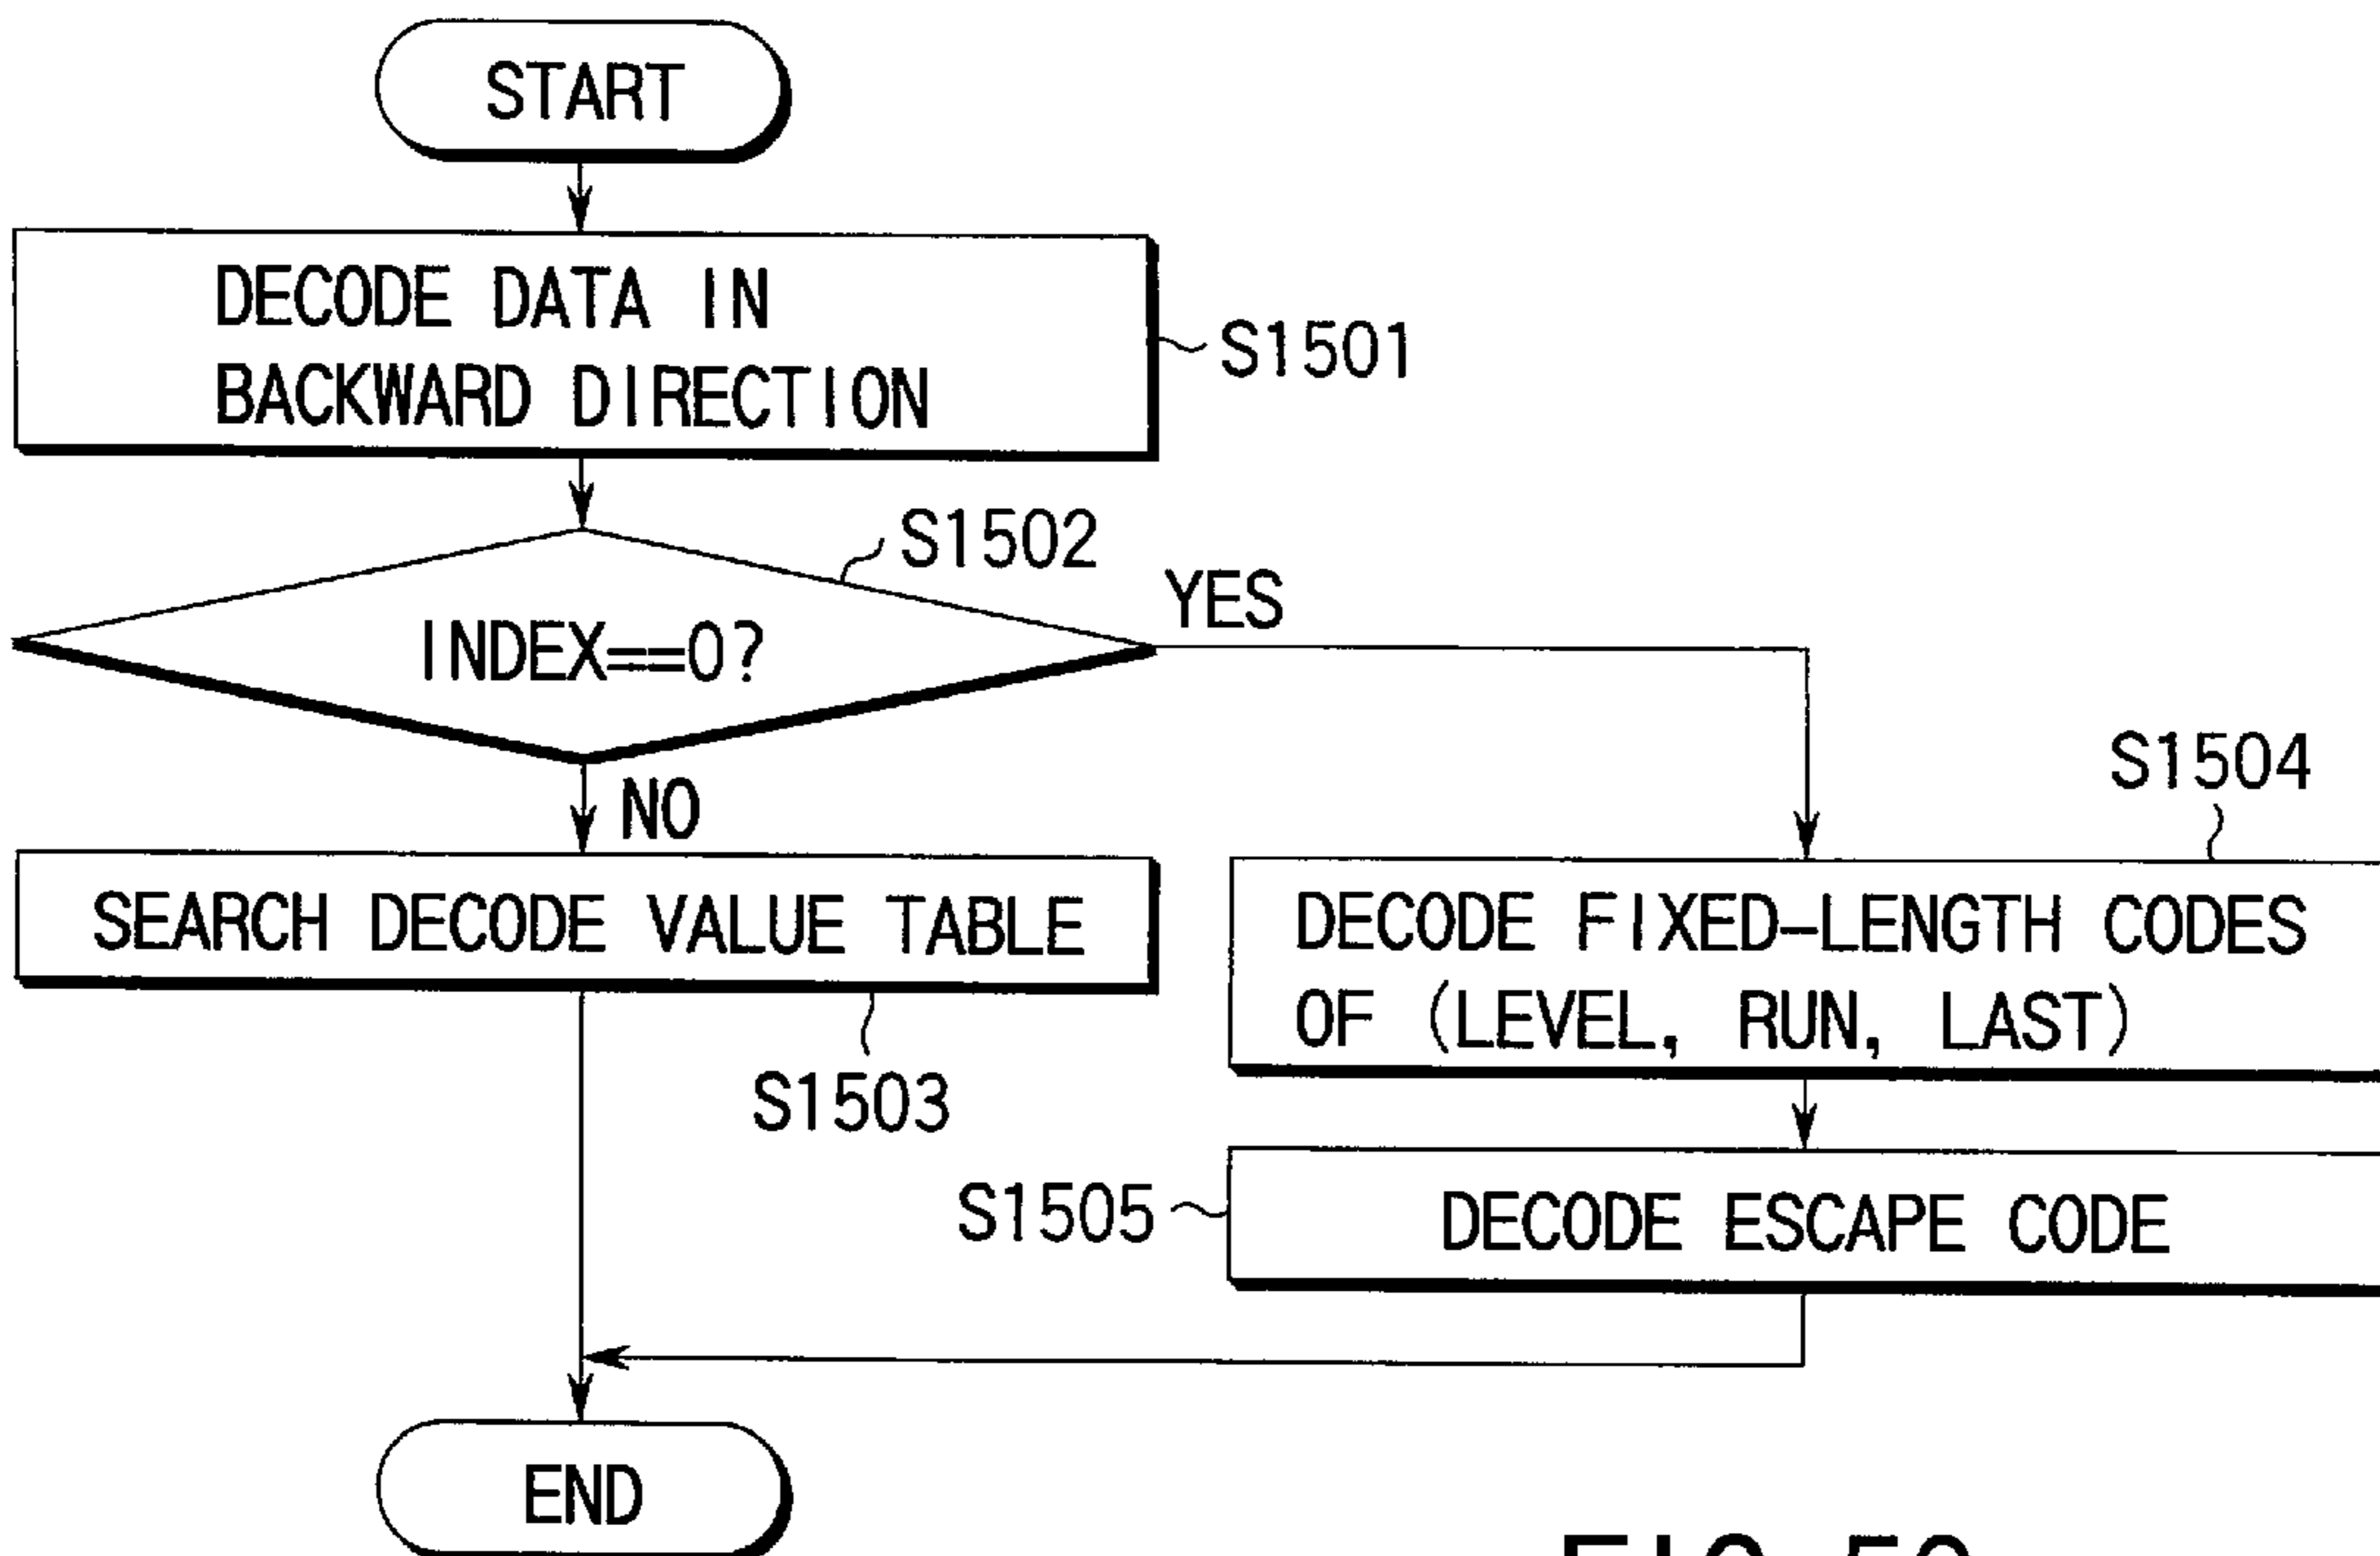 START
DECODE DATA IN
BACKWARD DIRECTION
S1501
S1502
INDEX==0?
YES
NO
S1504
SEARCH DECODE VALUE TABLE
S1503
DECODE FIXED-LENGTH CODES
OF (LEVEL, RUN, LAST)
S1505
DECODE ESCAPE CODE
END